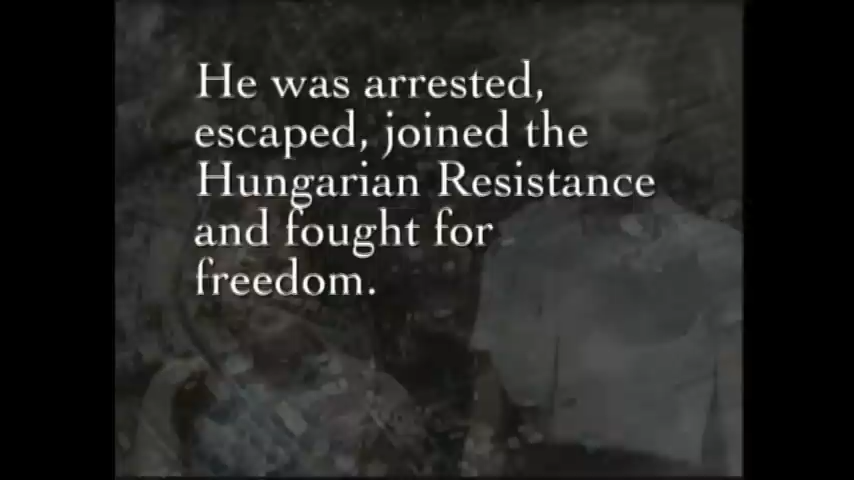 He was arrested,
escaped, joined the
Hungarian Resistance
and fought for
freedom.